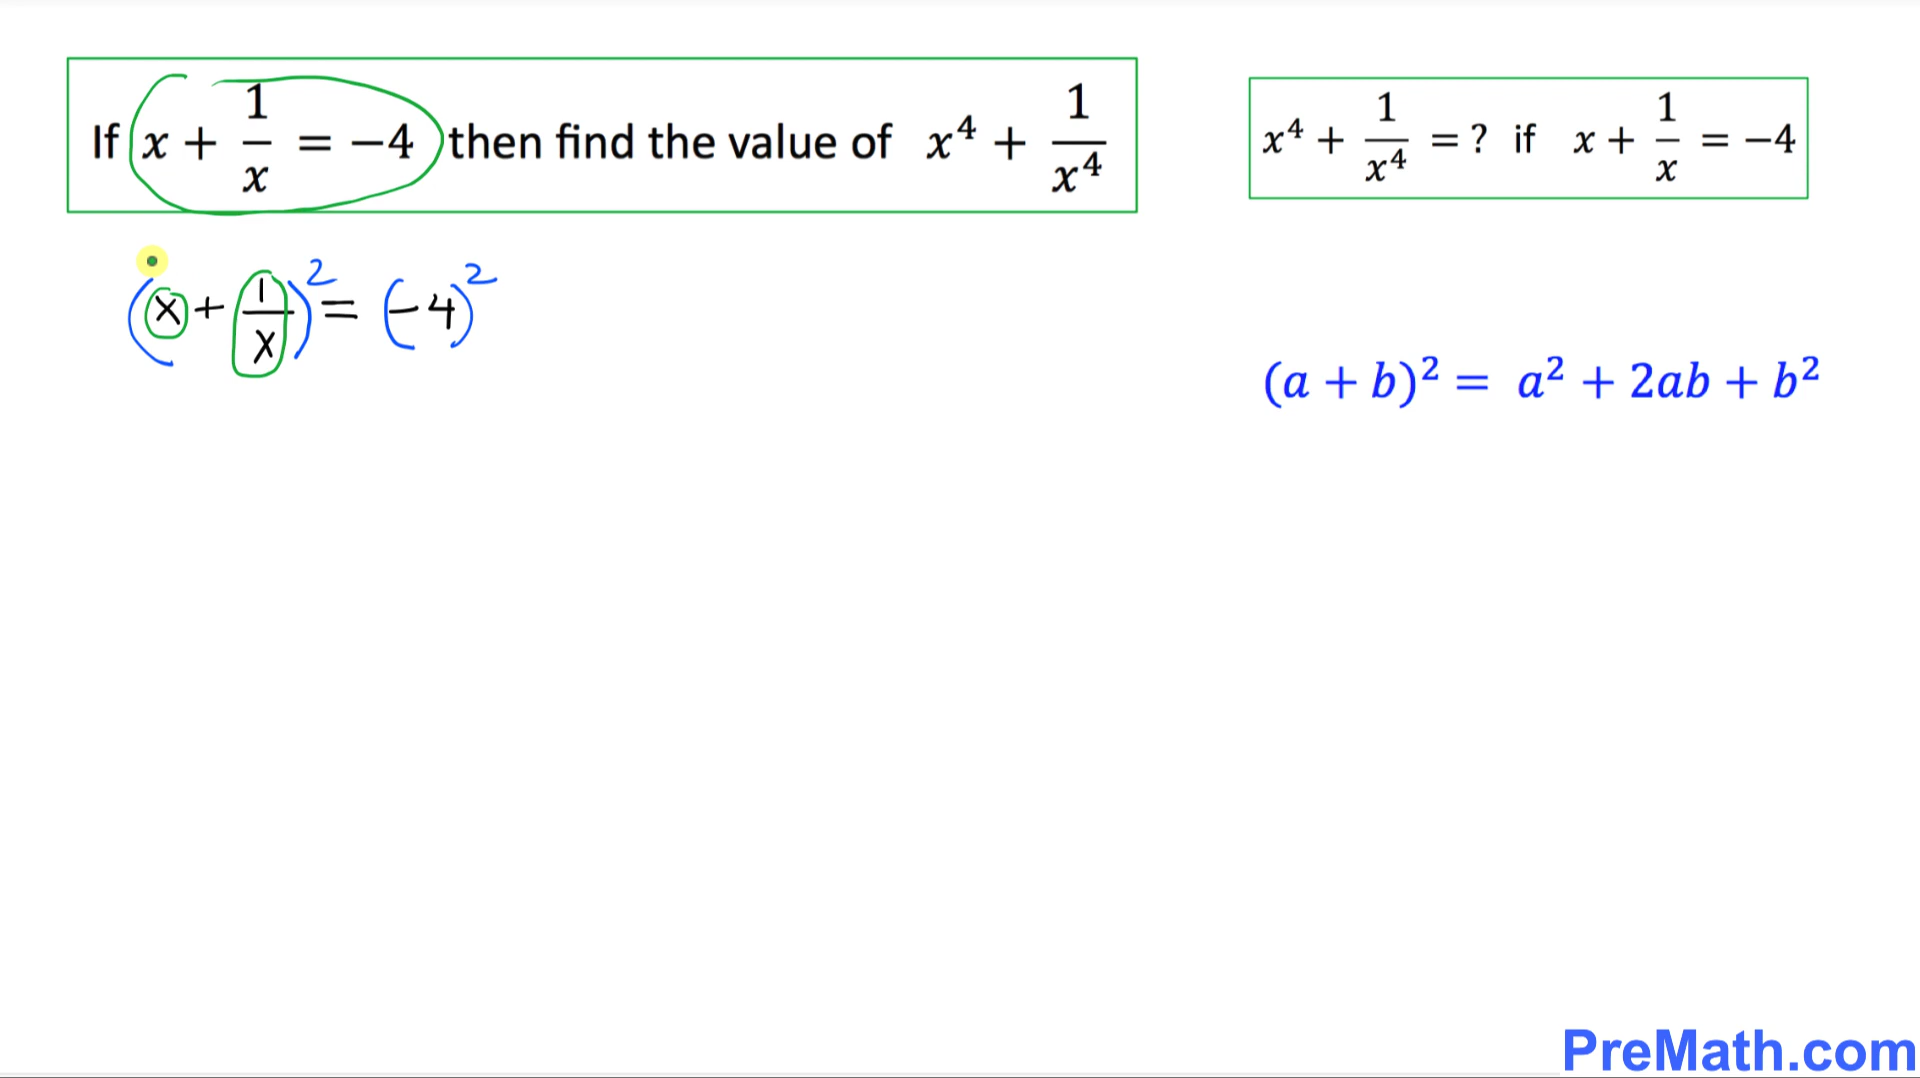 If x + 1/x = −4 then find the value of x⁴ + 1/x⁴
x⁴ + 1/x⁴ = ? if x + 1/x = −4
(x + 1/x)² = (−4)²
(a + b)² = a² + 2ab + b²
PreMath.com